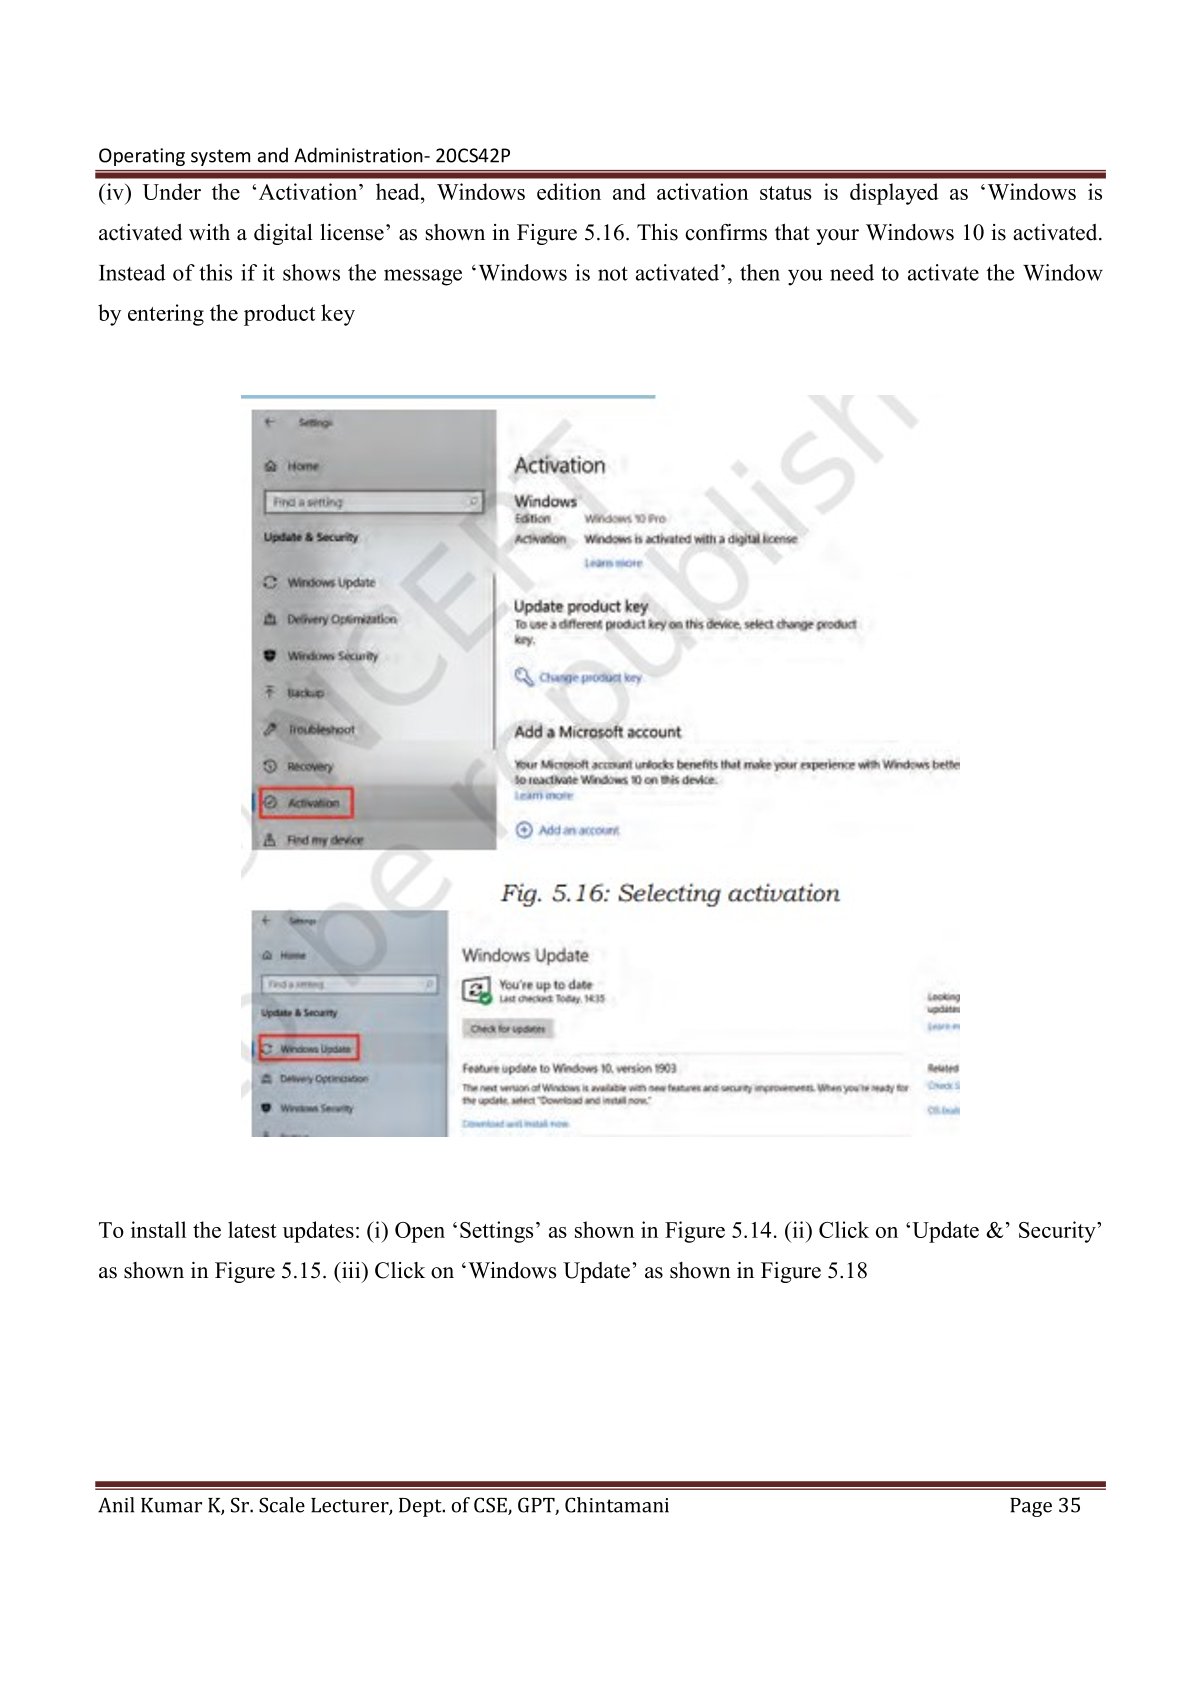 Operating system and Administration- 20CS42P
(iv) Under the ‘Activation’ head, Windows edition and activation status is displayed as ‘Windows is
activated with a digital license’ as shown in Figure 5.16. This confirms that your Windows 10 is activated.
Instead of this if it shows the message ‘Windows is not activated’, then you need to activate the Window
by entering the product key
Settings
Home
Find a setting
Update & Security
Windows Update
Delivery Optimization
Windows Security
Backup
Troubleshoot
Recovery
Activation
Find my device
Activation
Windows
Edition Windows 10 Pro
Activation Windows is activated with a digital license
Learn more
Update product key
To use a different product key on this device, select change product
key.
Change product key
Add a Microsoft account
Your Microsoft account unlocks benefits that make your experience with Windows bette
to reactivate Windows 10 on this device.
Learn more
Add an account
NCERT
be republish
Fig. 5.16: Selecting activation
Settings
Home
Find a setting
Update & Security
Windows Update
Delivery Optimization
Windows Security
Windows Update
You're up to date
Last checked: Today, 14:35
Check for updates
Feature update to Windows 10, version 1903
The next version of Windows is available with new features and security improvements. When you're ready for
the update, select "Download and install now."
Download and install now
Looking
updates
Learn m
Related
Check S
To install the latest updates: (i) Open ‘Settings’ as shown in Figure 5.14. (ii) Click on ‘Update &’ Security’
as shown in Figure 5.15. (iii) Click on ‘Windows Update’ as shown in Figure 5.18
Anil Kumar K, Sr. Scale Lecturer, Dept. of CSE, GPT, Chintamani Page 35